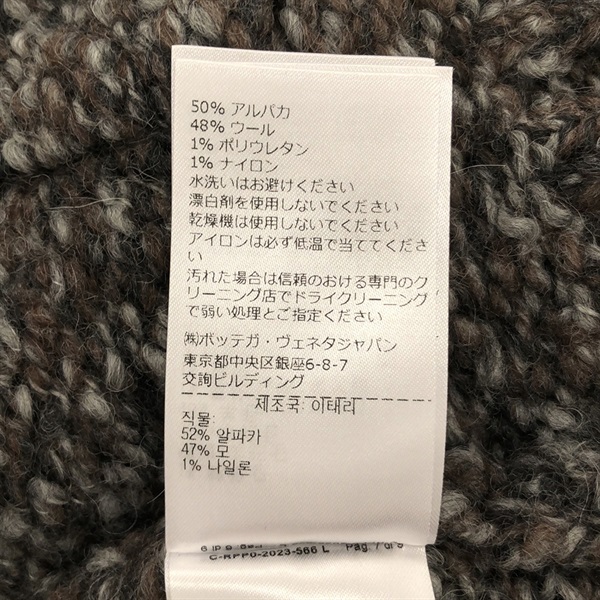 50% アルパカ
48% ウール
1% ポリウレタン
1% ナイロン
水洗いはお避けください
漂白剤を使用しないでください
乾燥機は使用しないでください
アイロンは必ず低温で当ててくださ
い
汚れた場合は信頼のおける専門のク
リーニング店でドライクリーニング
で弱い処理とご指定ください
㈱ボッテガ・ヴェネタジャパン
東京都中央区銀座6-8-7
交詢ビルディング
제조국: 이태리
직물:
52% 알파카
47% 모
1% 나일론
C-RPP0-2023-566 L Pag. 7 of 8